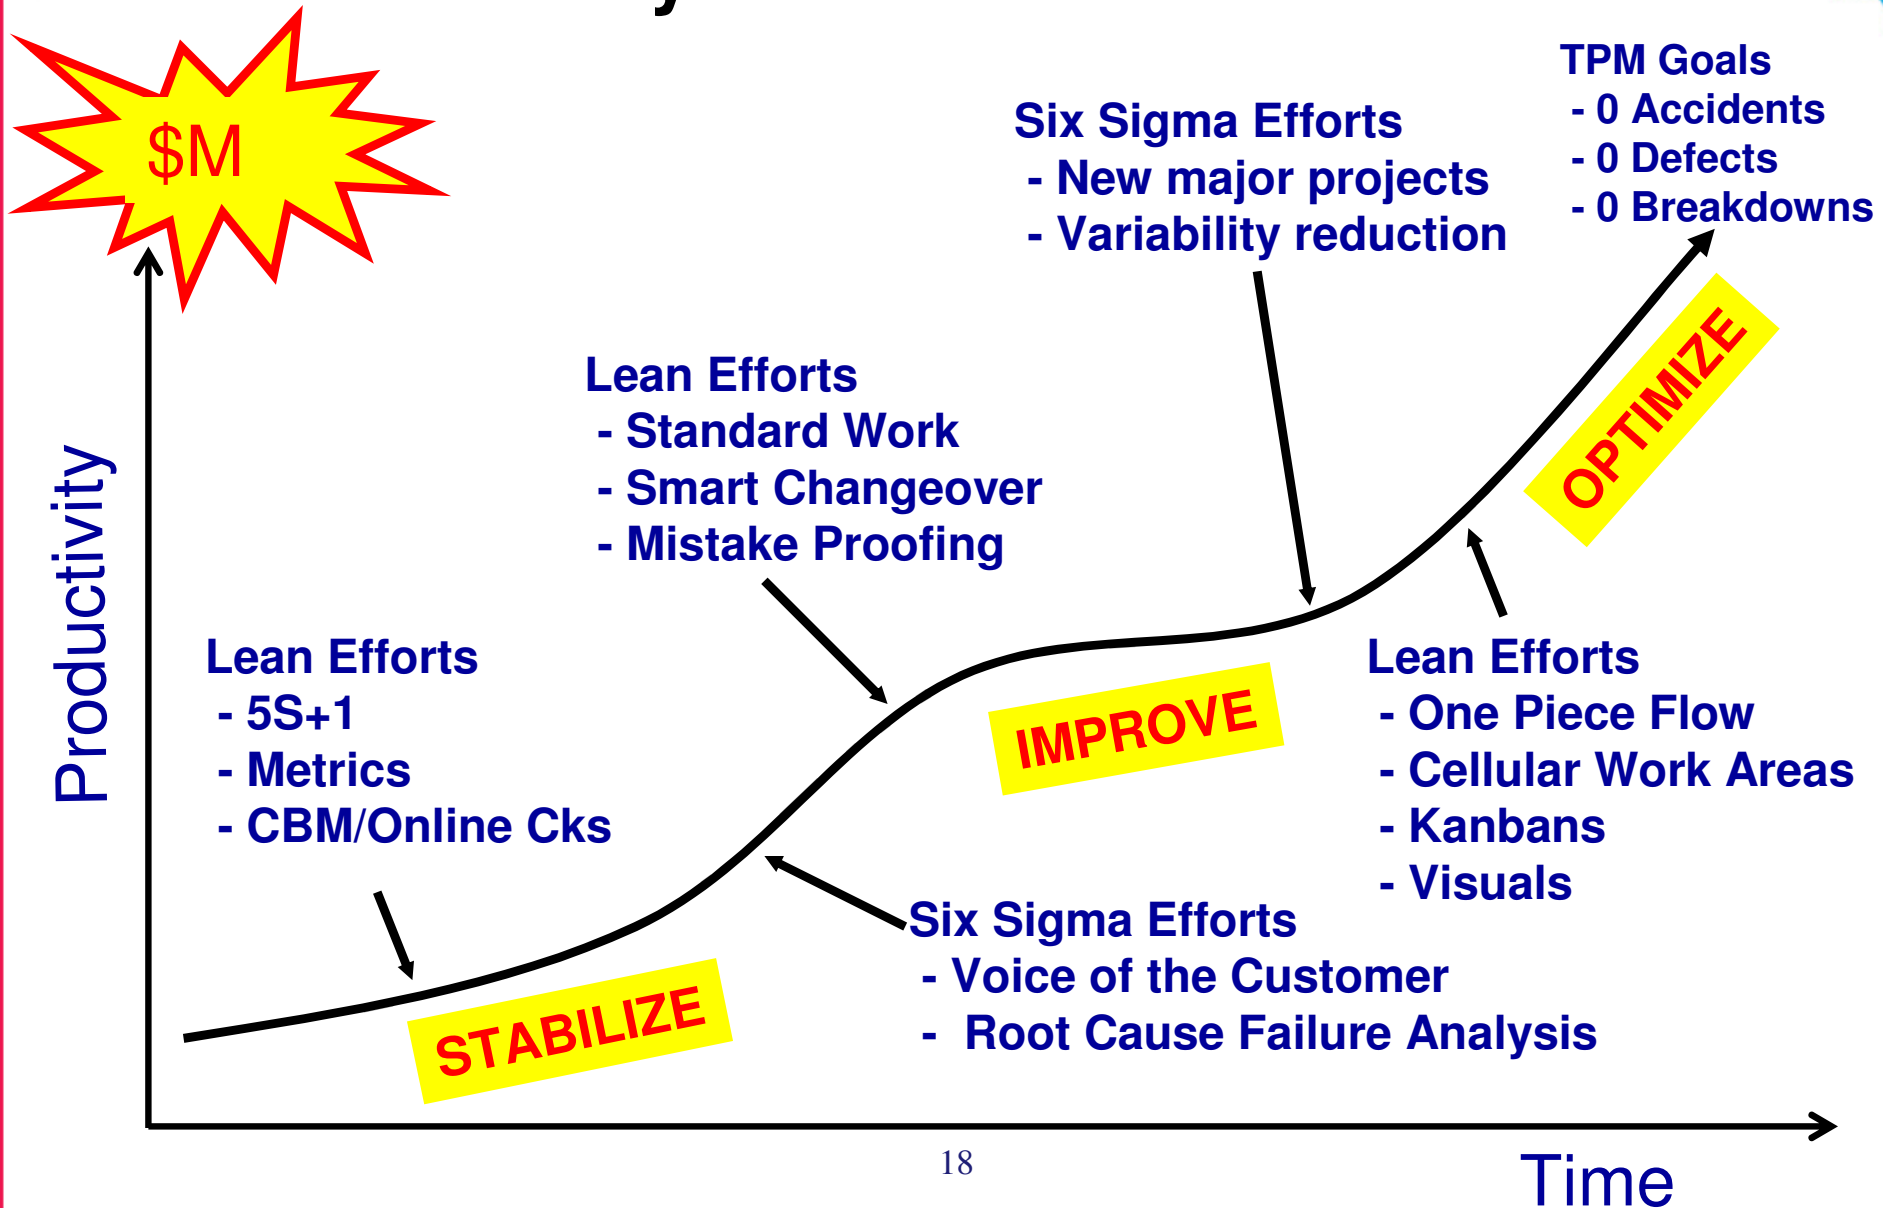 $M
TPM Goals
- 0 Accidents
- 0 Defects
- 0 Breakdowns
Six Sigma Efforts
- New major projects
- Variability reduction
Lean Efforts
- Standard Work
- Smart Changeover
- Mistake Proofing
OPTIMIZE
Productivity
Lean Efforts
- 5S+1
- Metrics
- CBM/Online Cks
IMPROVE
Lean Efforts
- One Piece Flow
- Cellular Work Areas
- Kanbans
- Visuals
Six Sigma Efforts
- Voice of the Customer
- Root Cause Failure Analysis
STABILIZE
18
Time